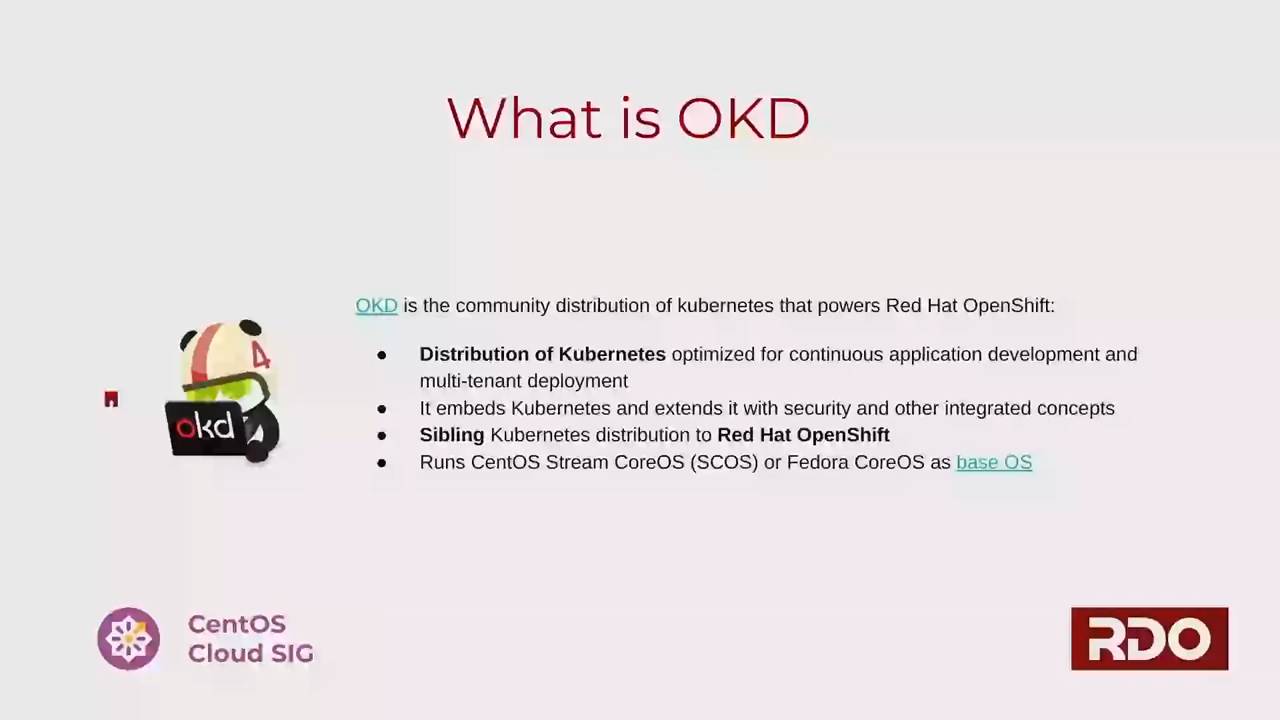 What is OKD
OKD is the community distribution of kubernetes that powers Red Hat OpenShift:
● Distribution of Kubernetes optimized for continuous application development and
multi-tenant deployment
● It embeds Kubernetes and extends it with security and other integrated concepts
● Sibling Kubernetes distribution to Red Hat OpenShift
● Runs CentOS Stream CoreOS (SCOS) or Fedora CoreOS as base OS
4
okd
CentOS
Cloud SIG
RDO